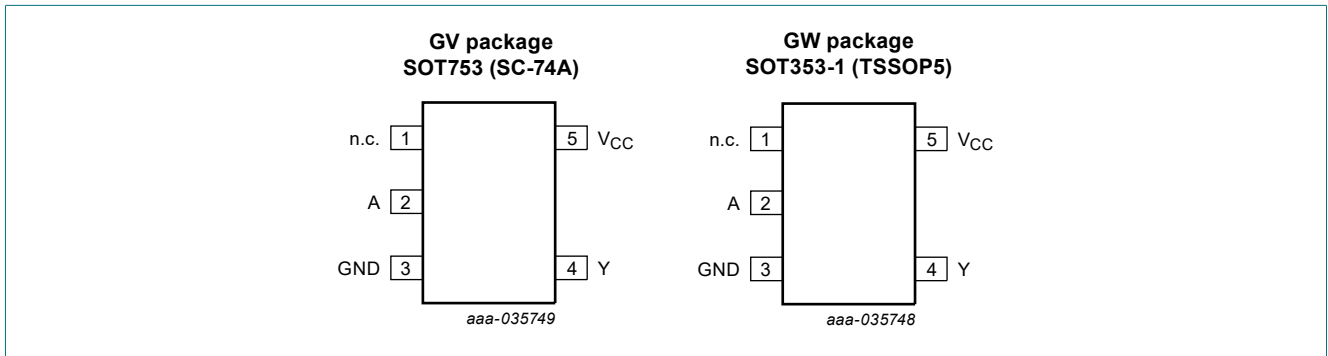 GV package
SOT753 (SC-74A)
n.c. 1
5 VCC
A 2
GND 3
4 Y
aaa-035749
GW package
SOT353-1 (TSSOP5)
n.c. 1
5 VCC
A 2
GND 3
4 Y
aaa-035748